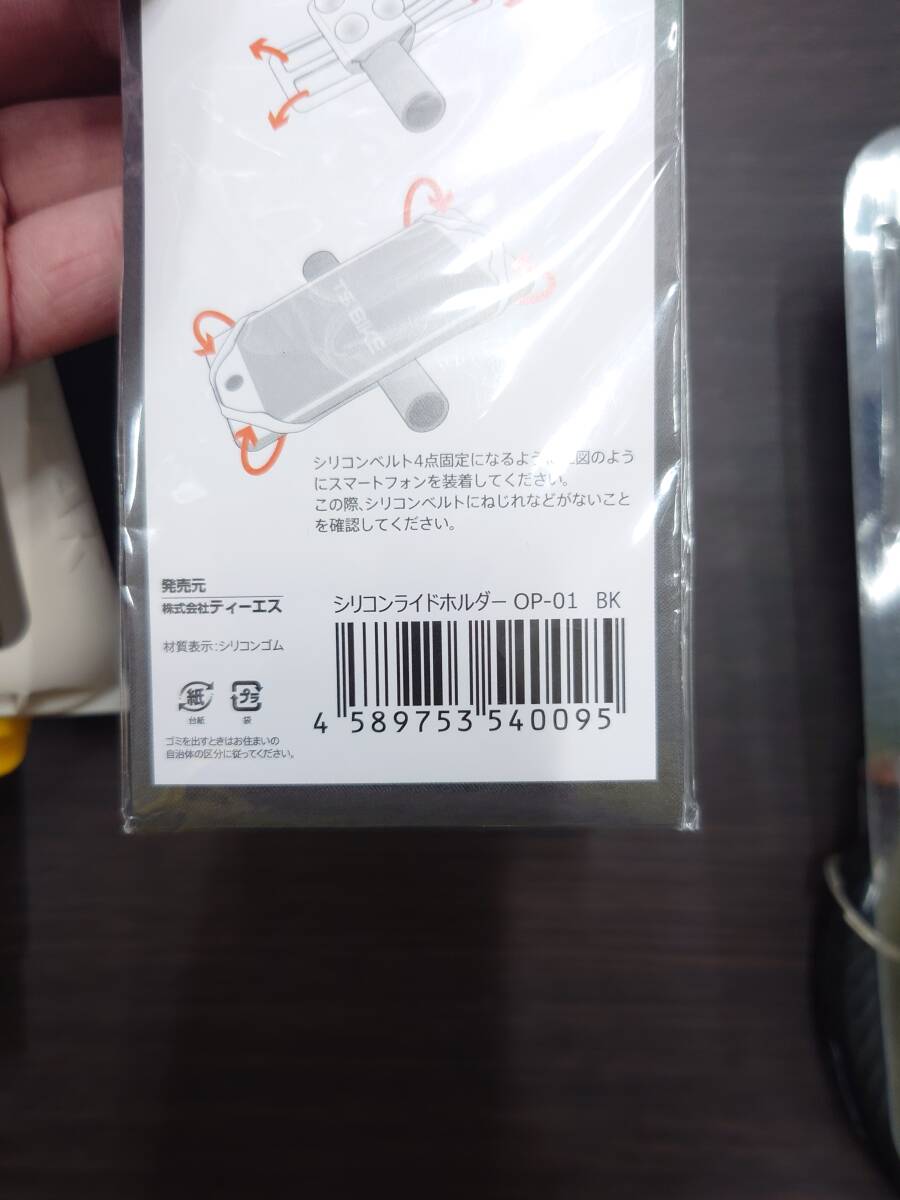 TSBIKE
シリコンベルト4点固定になるように 図のよう
にスマートフォンを装着してください。
この際、シリコンベルトにねじれなどがないこと
を確認してください。
発売元
株式会社ティーエス
シリコンライドホルダー OP-01 BK
材質表示:シリコンゴム
紙
台紙
プラ
袋
4 589753 540095
ゴミを出すときはお住まいの
自治体の区分に従ってください。